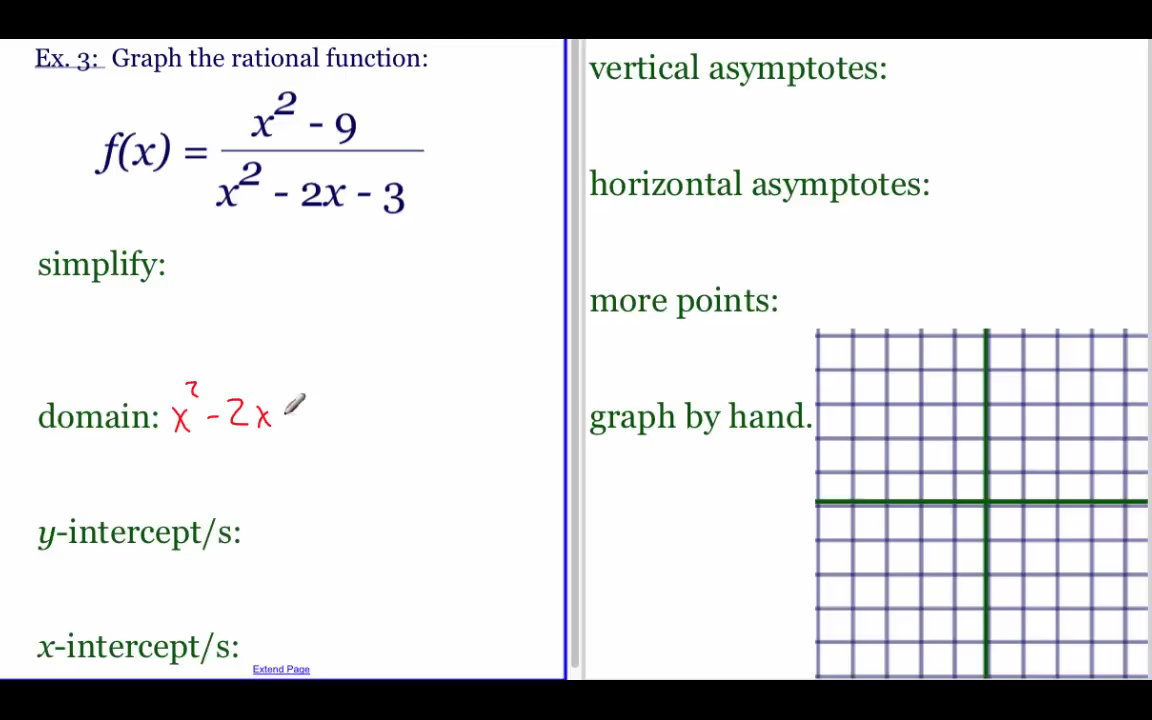 Ex. 3: Graph the rational function:
f(x) = x² - 9 / x² - 2x - 3
simplify:
domain: x² - 2x
y-intercept/s:
x-intercept/s:
Extend Page
vertical asymptotes:
horizontal asymptotes:
more points:
graph by hand.